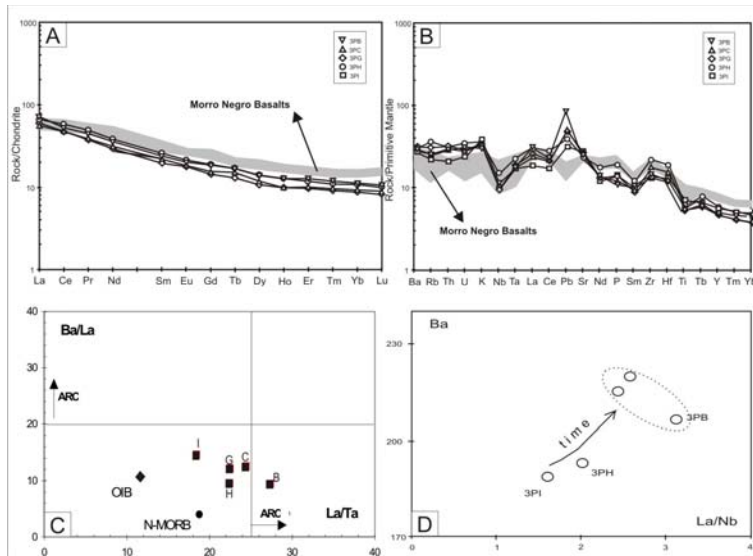 A
1000
100
10
1
Rock/Chondrite
3PB
3PC
3PG
3PH
3PI
Morro Negro Basalts
La Ce Pr Nd Sm Eu Gd Tb Dy Ho Er Tm Yb Lu
B
1000
100
10
1
Rock/Primitive Mantle
3PB
3PC
3PG
3PH
3PI
Morro Negro Basalts
Ba Rb Th U K Nb Ta La Ce Pb Sr Nd P Sm Zr Hf Ti Tb Y Tm Yb
40
30
20
10
0
Ba/La
ARC
I
G
C
H
B
OIB
N-MORB
ARC
La/Ta
C
0 10 20 30 40
Ba
230
200
170
time
3PB
3PH
3PI
La/Nb
D
0 1 2 3